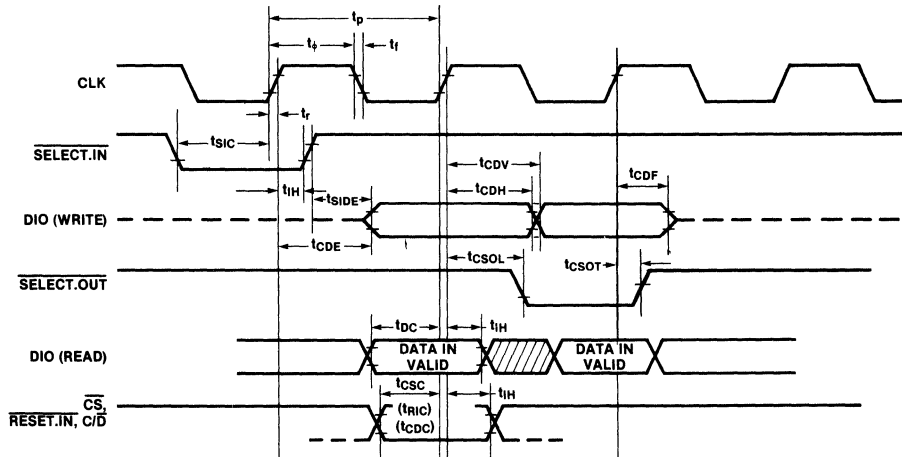 tp
tϕ
tf
CLK
tr
tSIC
SELECT.IN
tCDV
tCDF
tIH
tSIDE
tCDH
DIO (WRITE)
tCDE
tCSOL
tCSOT
SELECT.OUT
tDC
tIH
DIO (READ)
DATA IN
VALID
DATA IN
VALID
tCSC
tIH
CS,
RESET.IN, C/D
(tRIC)
(tCDC)